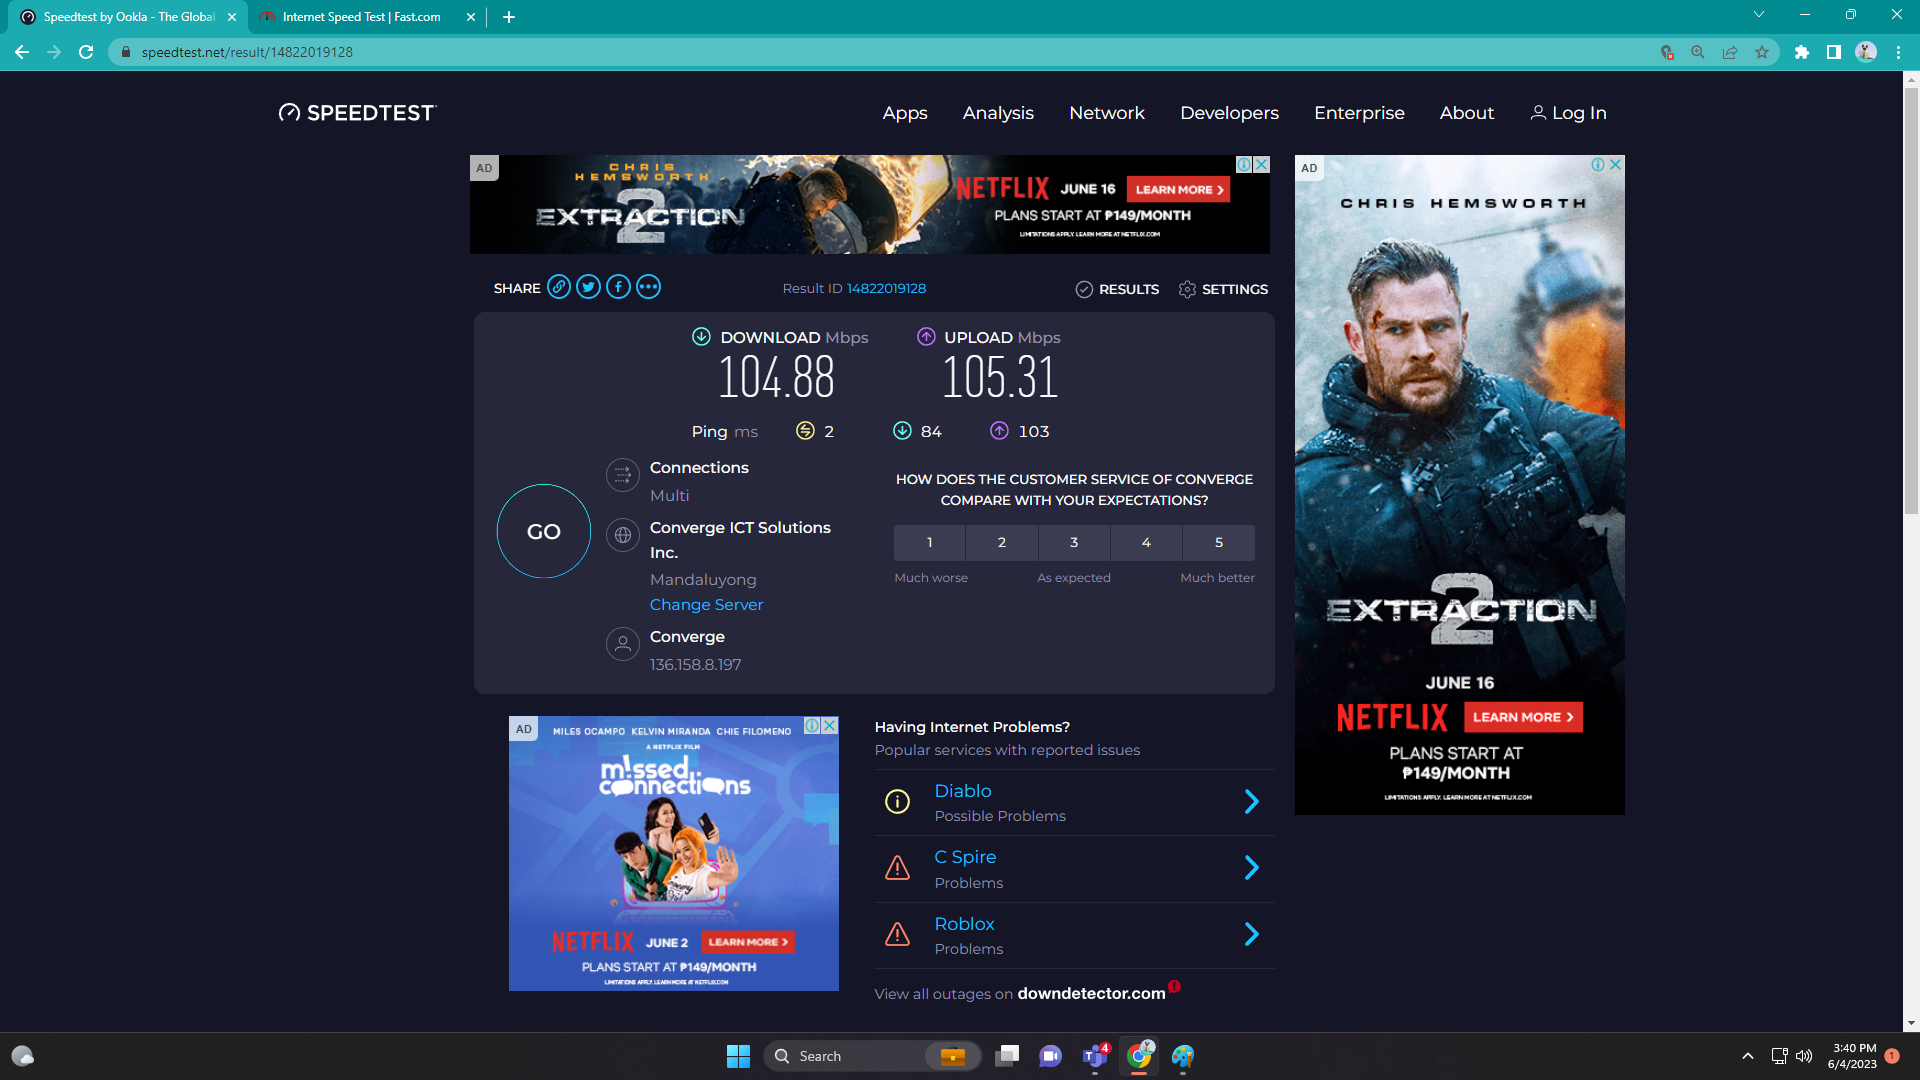 Speedtest by Ookla - The Global
Internet Speed Test | Fast.com
speedtest.net/result/14822019128
SPEEDTEST
Apps Analysis Network Developers Enterprise About Log In
AD
CHRIS
HEMSWORTH
2
EXTRACTION
NETFLIX JUNE 16 LEARN MORE >
PLANS START AT ₱149/MONTH
LIMITATIONS APPLY. LEARN MORE AT NETFLIX.COM
SHARE
Result ID 14822019128
RESULTS SETTINGS
DOWNLOAD Mbps
104.88
UPLOAD Mbps
105.31
Ping ms 2 84 103
GO
Connections
Multi
Converge ICT Solutions
Inc.
Mandaluyong
Change Server
Converge
136.158.8.197
HOW DOES THE CUSTOMER SERVICE OF CONVERGE
COMPARE WITH YOUR EXPECTATIONS?
1 2 3 4 5
Much worse As expected Much better
AD
CHRIS HEMSWORTH
2
EXTRACTION
JUNE 16
NETFLIX LEARN MORE >
PLANS START AT
₱149/MONTH
LIMITATIONS APPLY. LEARN MORE AT NETFLIX.COM
AD
MILES OCAMPO KELVIN MIRANDA CHIE FILOMENO
A NETFLIX FILM
m!ssed
connections
NETFLIX JUNE 2 LEARN MORE >
PLANS START AT ₱149/MONTH
LIMITATIONS APPLY. LEARN MORE AT NETFLIX.COM
Having Internet Problems?
Popular services with reported issues
Diablo
Possible Problems
C Spire
Problems
Roblox
Problems
View all outages on downdetector.com
Search
4
3:40 PM
6/4/2023
1